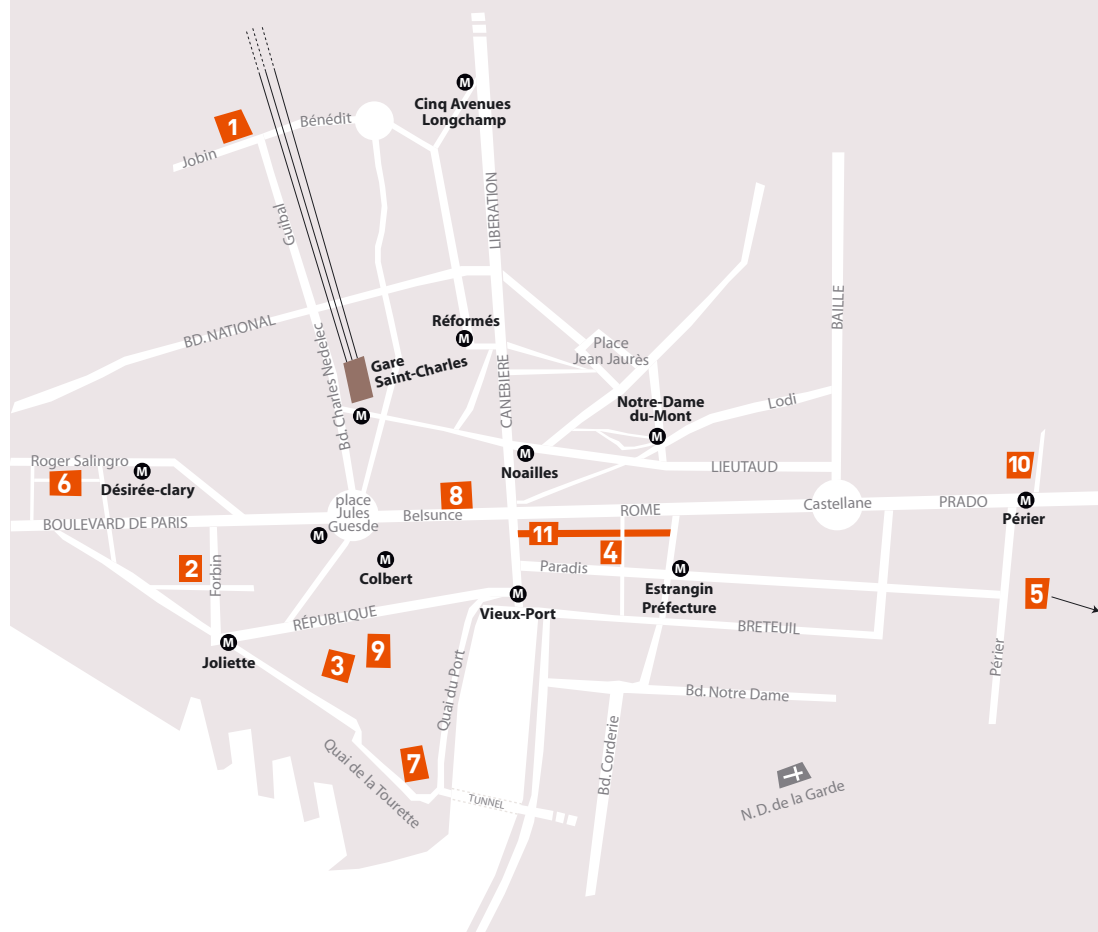 M
Cinq Avenues
Longchamp
1
Bénédit
Jobin
Guibal
LIBERATION
BD. NATIONAL
Réformés
M
Place
Jean Jaurès
BAILLE
Gare
Saint-Charles
Bd. Charles Nedelec
M
CANEBIERE
Notre-Dame
du-Mont
M
Lodi
M
Noailles
LIEUTAUD
Roger Salingro
M
6
Désirée-clary
10
BOULEVARD DE PARIS
place
Jules
Guesde
8
Belsunce
ROME
Castellane
PRADO
M
Périer
M
11
4
2
Forbin
M
Colbert
Paradis
M
Estrangin
Préfecture
5
M
Vieux-Port
RÉPUBLIQUE
BRETEUIL
M
Joliette
3
9
Quai du Port
Périer
Bd. Notre Dame
7
Quai de la Tourette
Bd. Corderie
TUNNEL
N. D. de la Garde